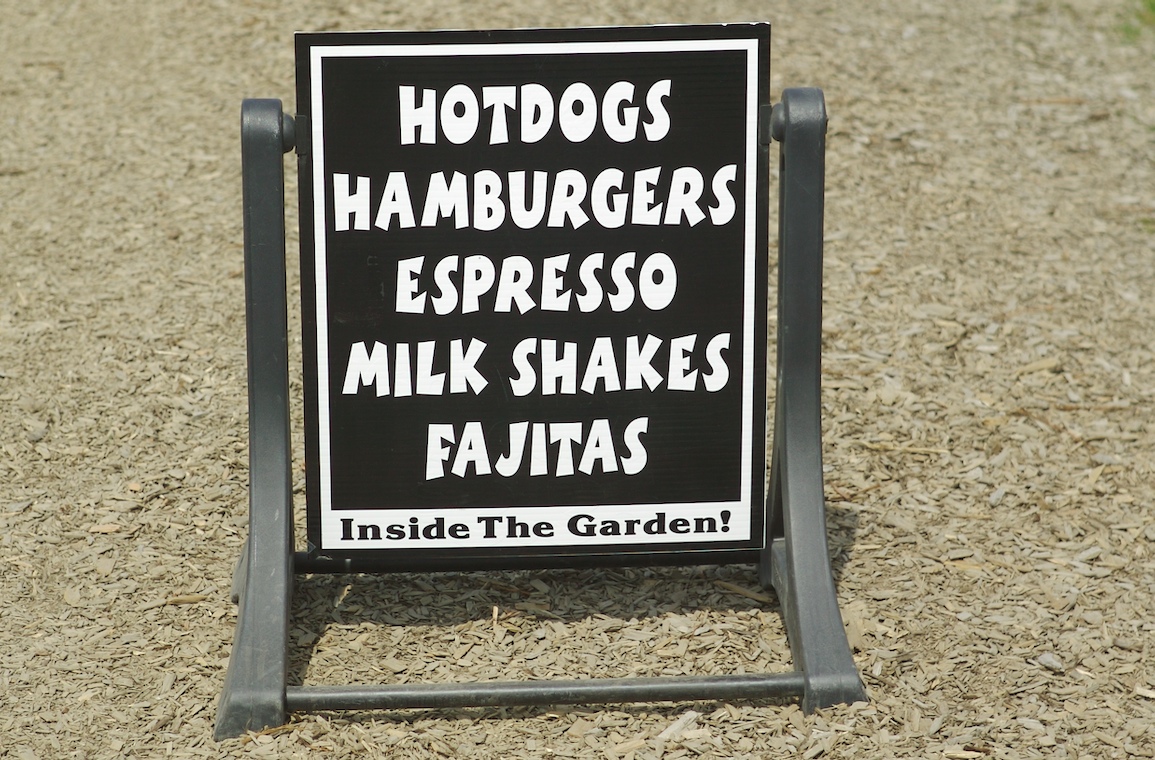 HOTDOGS
HAMBURGERS
ESPRESSO
MILK SHAKES
FAJITAS
Inside The Garden!